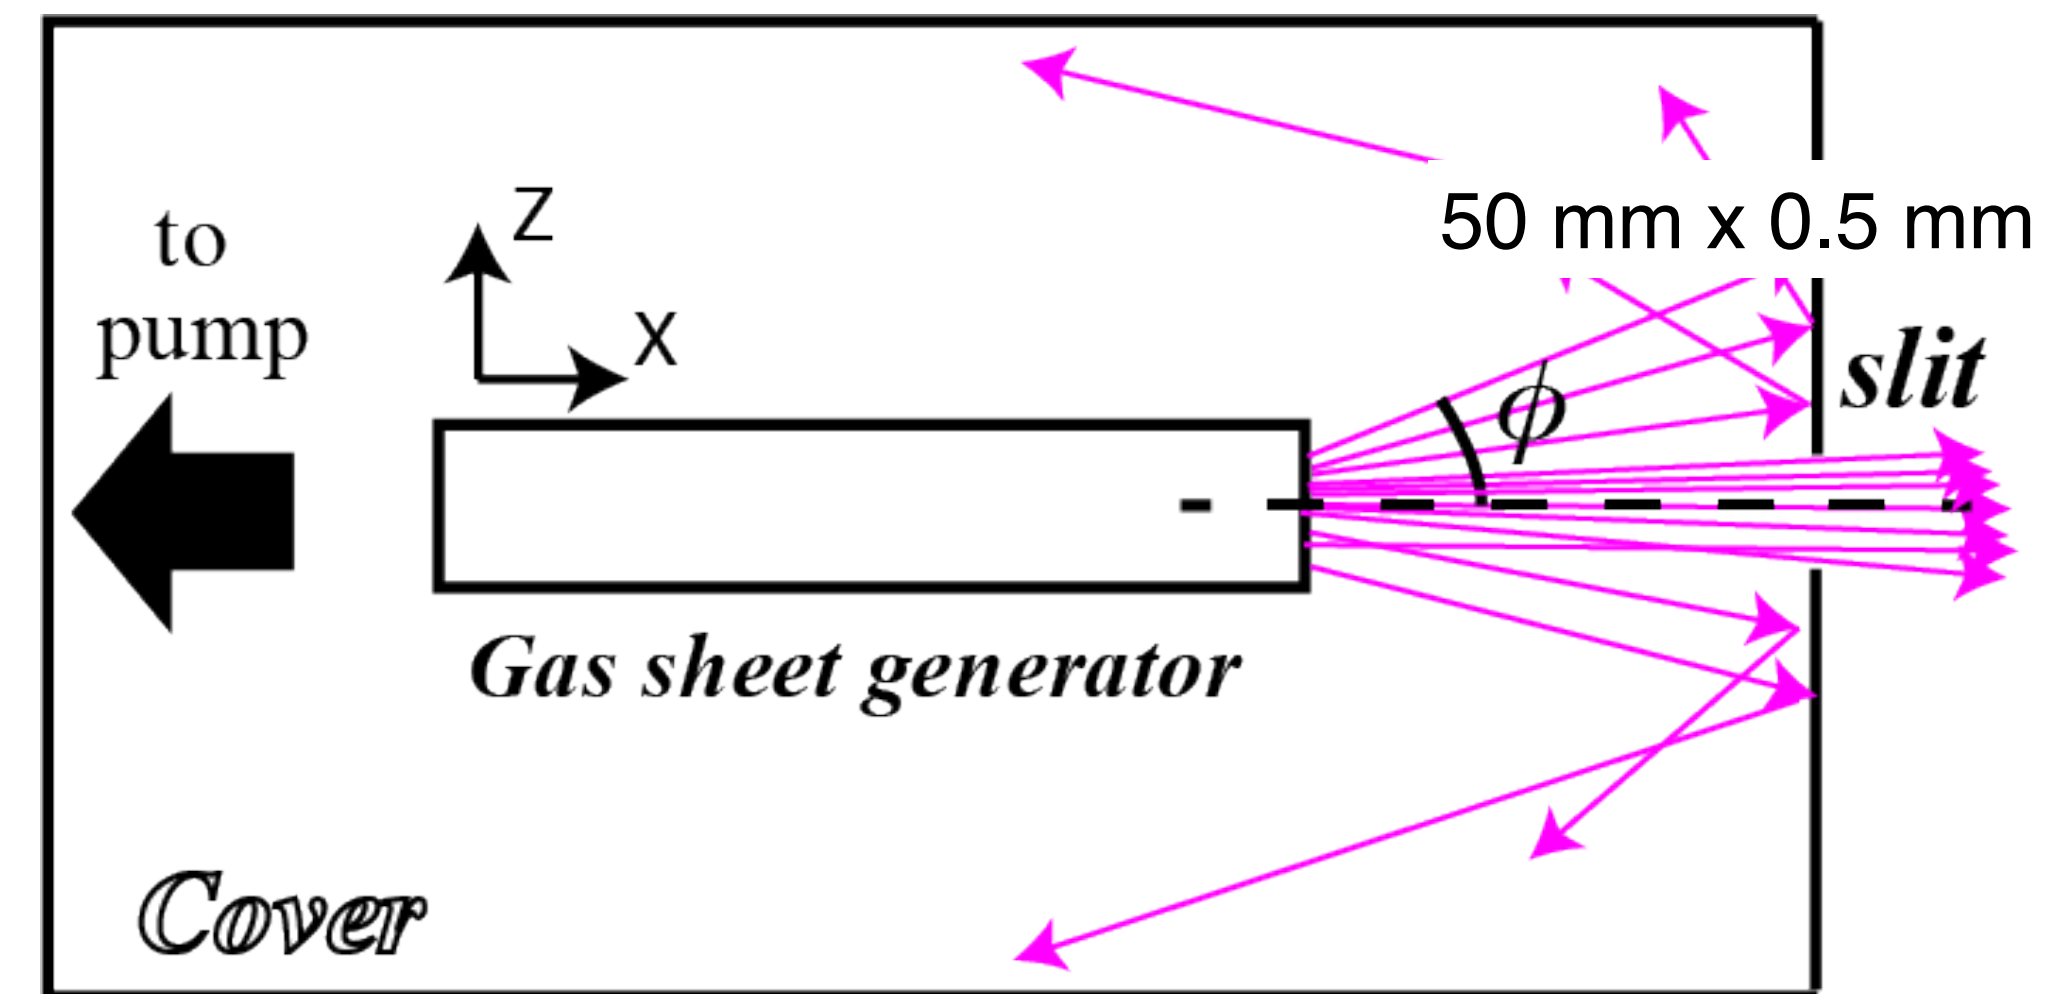 Z
50 mm x 0.5 mm
to
pump
X
slit
ϕ
Gas sheet generator
Cover